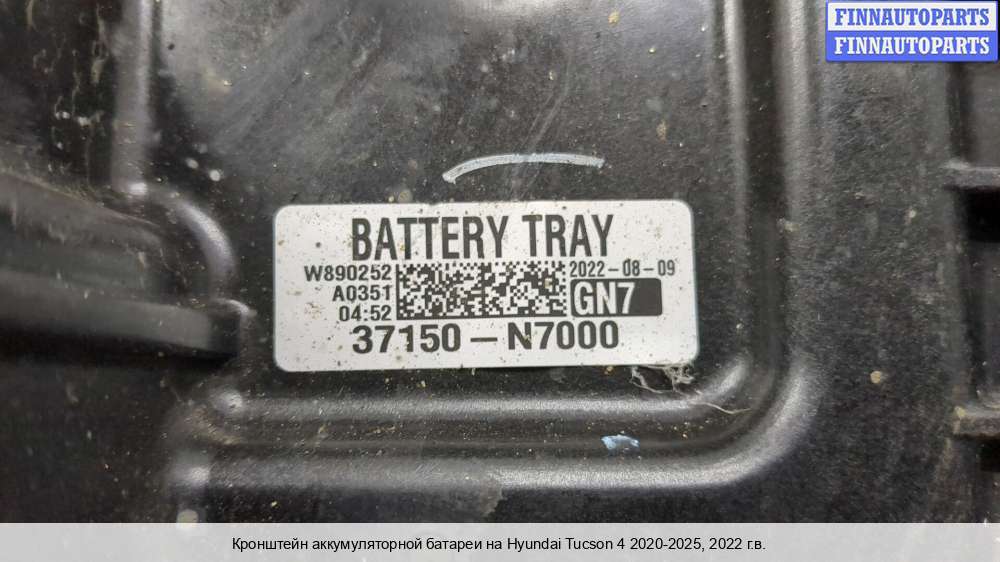 FINNAUTOPARTS
FINNAUTOPARTS
BATTERY TRAY
W890252
2022-08-09
A0351
GN7
04:52
37150-N7000
Кронштейн аккумуляторной батареи на Hyundai Tucson 4 2020-2025, 2022 г.в.